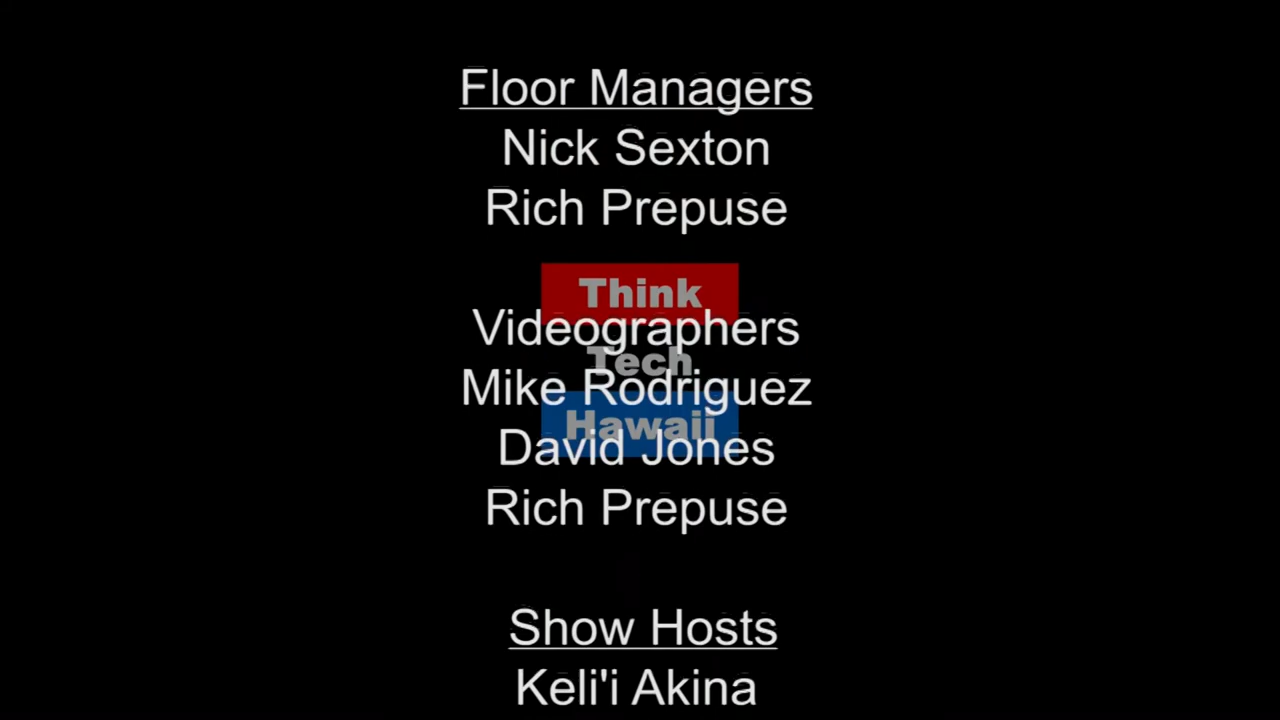 Floor Managers
Nick Sexton
Rich Prepuse
Think
Videographers
Tech
Mike Rodriguez
Hawaii
David Jones
Rich Prepuse
Show Hosts
Keli'i Akina